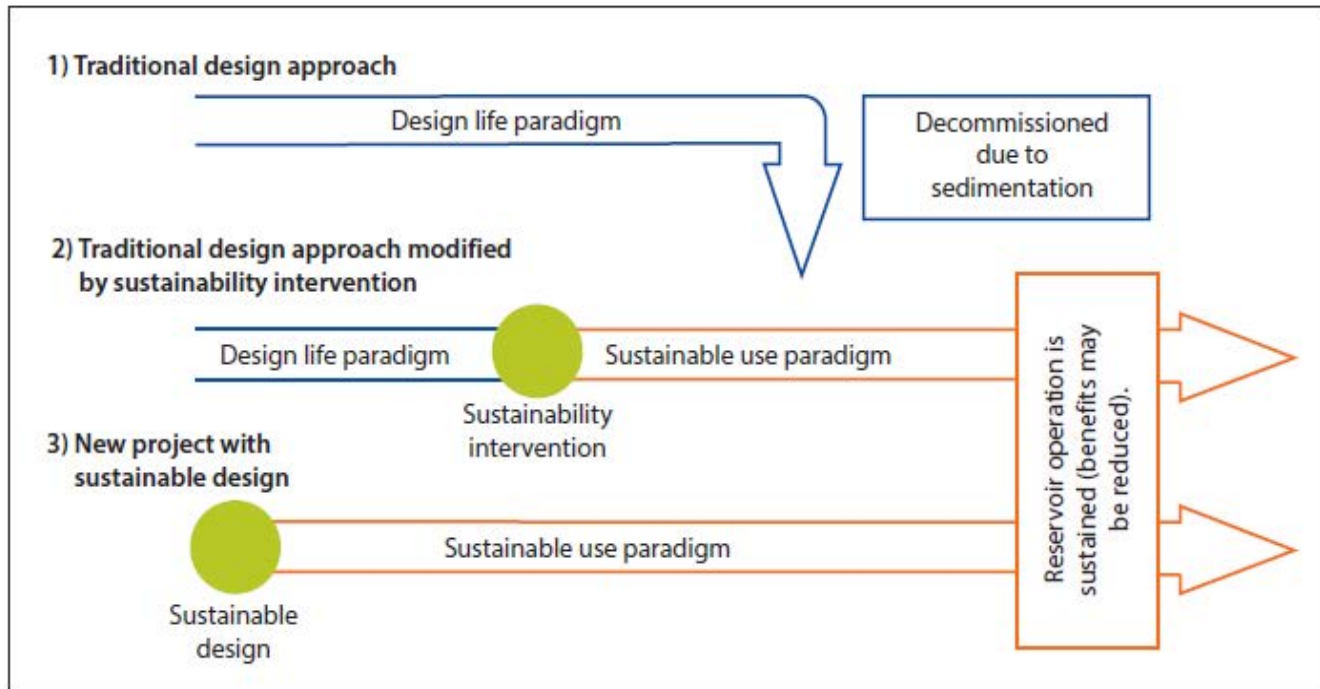 1) Traditional design approach
Design life paradigm
Decommissioned
due to
sedimentation
2) Traditional design approach modified
by sustainability intervention
Design life paradigm
Sustainable use paradigm
Sustainability
intervention
Reservoir operation is
sustained (benefits may
be reduced).
3) New project with
sustainable design
Sustainable use paradigm
Sustainable
design